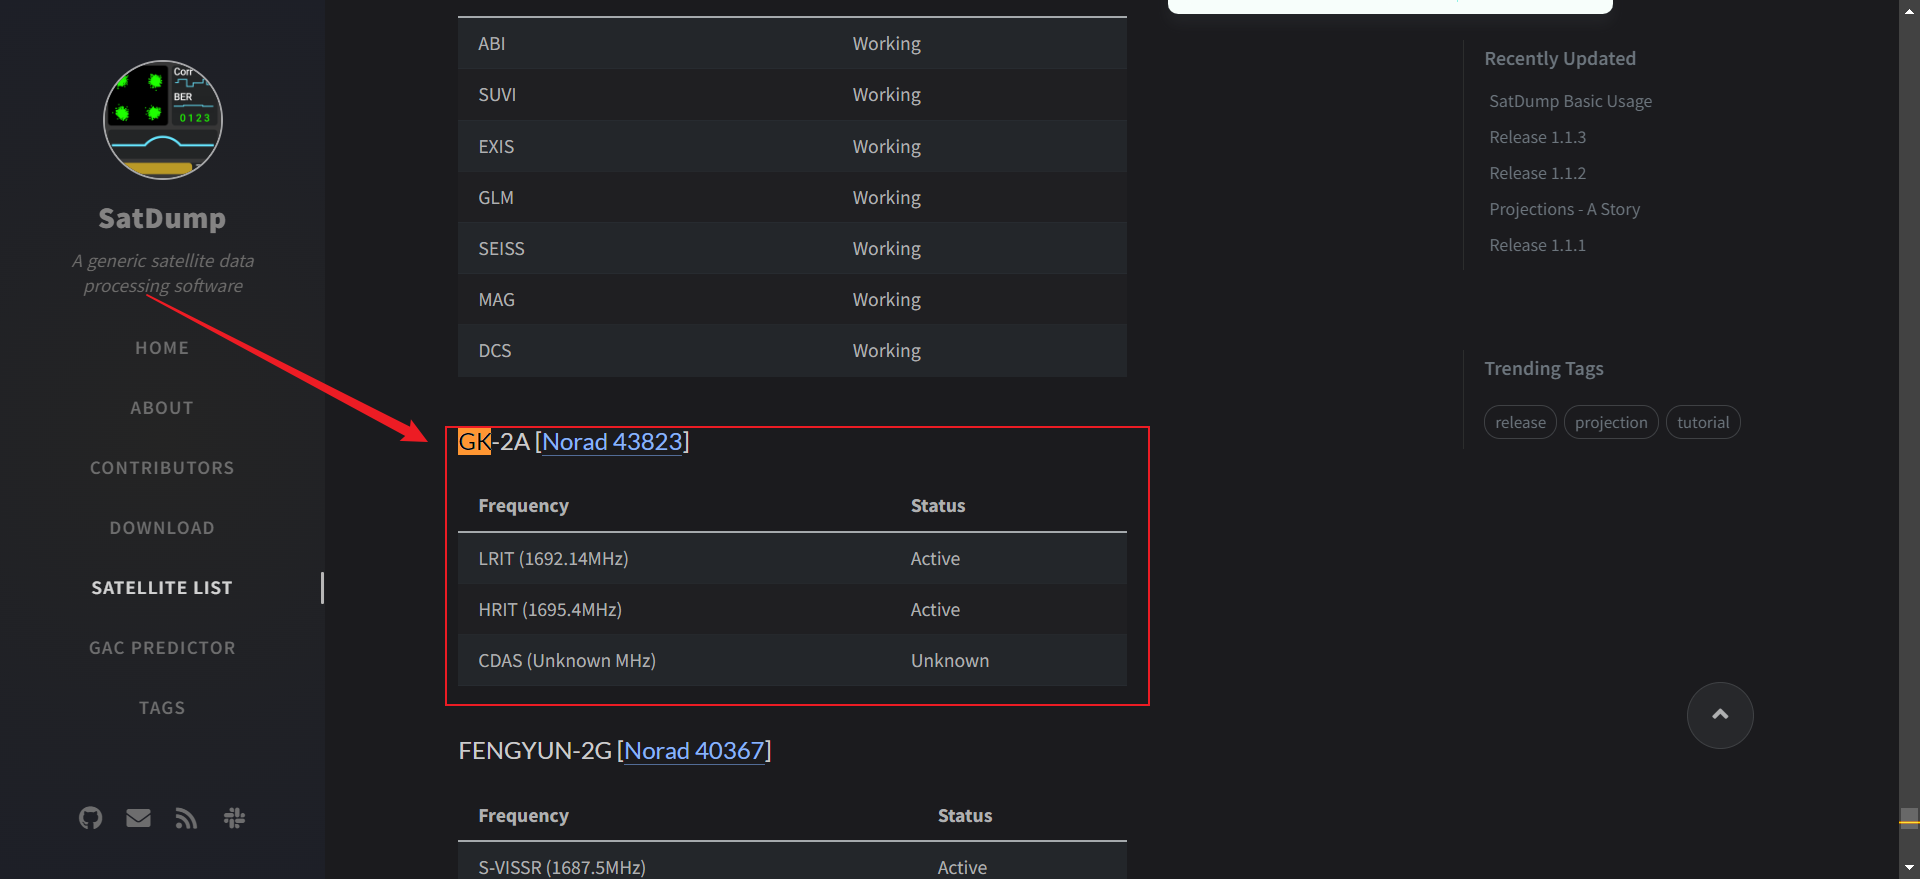 Corr
BER
0123
SatDump
A generic satellite data
processing software
HOME
ABOUT
CONTRIBUTORS
DOWNLOAD
SATELLITE LIST
GAC PREDICTOR
TAGS
ABI Working
SUVI Working
EXIS Working
GLM Working
SEISS Working
MAG Working
DCS Working
GK-2A [Norad 43823]
Frequency Status
LRIT (1692.14MHz) Active
HRIT (1695.4MHz) Active
CDAS (Unknown MHz) Unknown
FENGYUN-2G [Norad 40367]
Frequency Status
S-VISSR (1687.5MHz) Active
Recently Updated
SatDump Basic Usage
Release 1.1.3
Release 1.1.2
Projections - A Story
Release 1.1.1
Trending Tags
release projection tutorial